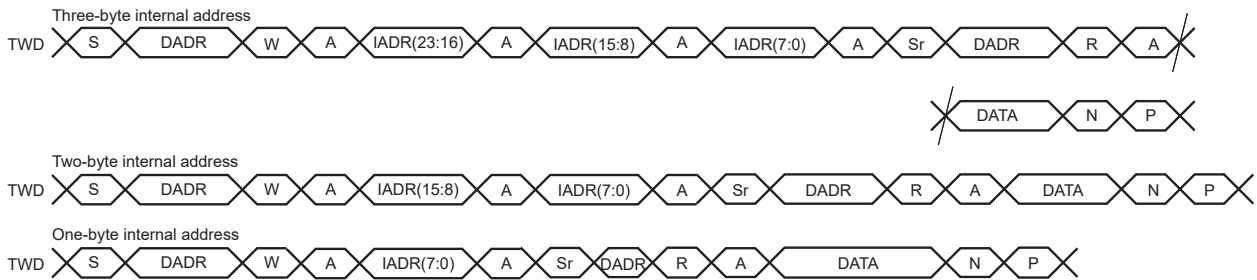 Three-byte internal address
TWD S DADR W A IADR(23:16) A IADR(15:8) A IADR(7:0) A Sr DADR R A
DATA N P
Two-byte internal address
TWD S DADR W A IADR(15:8) A IADR(7:0) A Sr DADR R A DATA N P
One-byte internal address
TWD S DADR W A IADR(7:0) A Sr DADR R A DATA N P